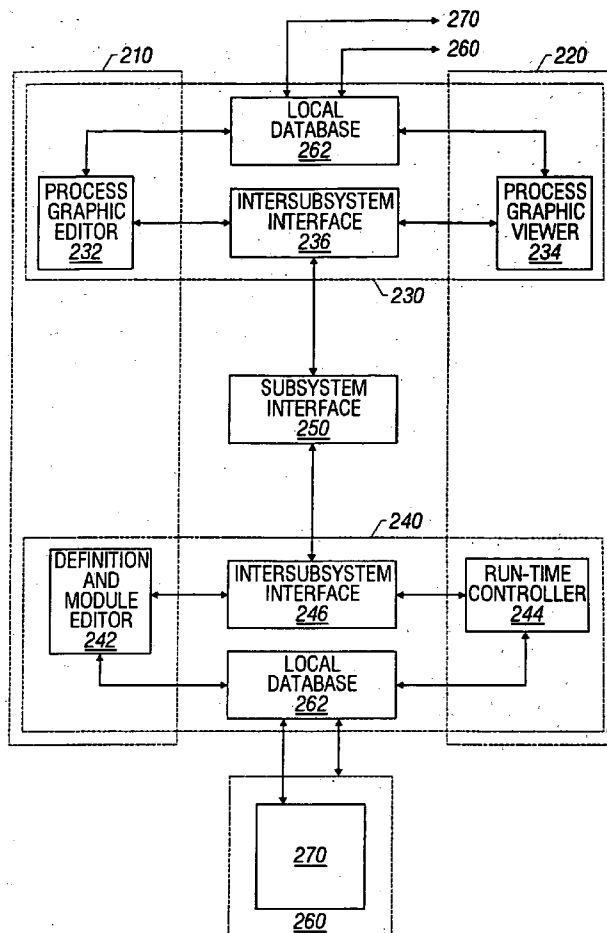 270
260
210
220
LOCAL
DATABASE
262
PROCESS
GRAPHIC
EDITOR
232
INTERSUBSYSTEM
INTERFACE
236
PROCESS
GRAPHIC
VIEWER
234
230
SUBSYSTEM
INTERFACE
250
240
DEFINITION
AND
MODULE
EDITOR
242
INTERSUBSYSTEM
INTERFACE
246
RUN-TIME
CONTROLLER
244
LOCAL
DATABASE
262
270
260